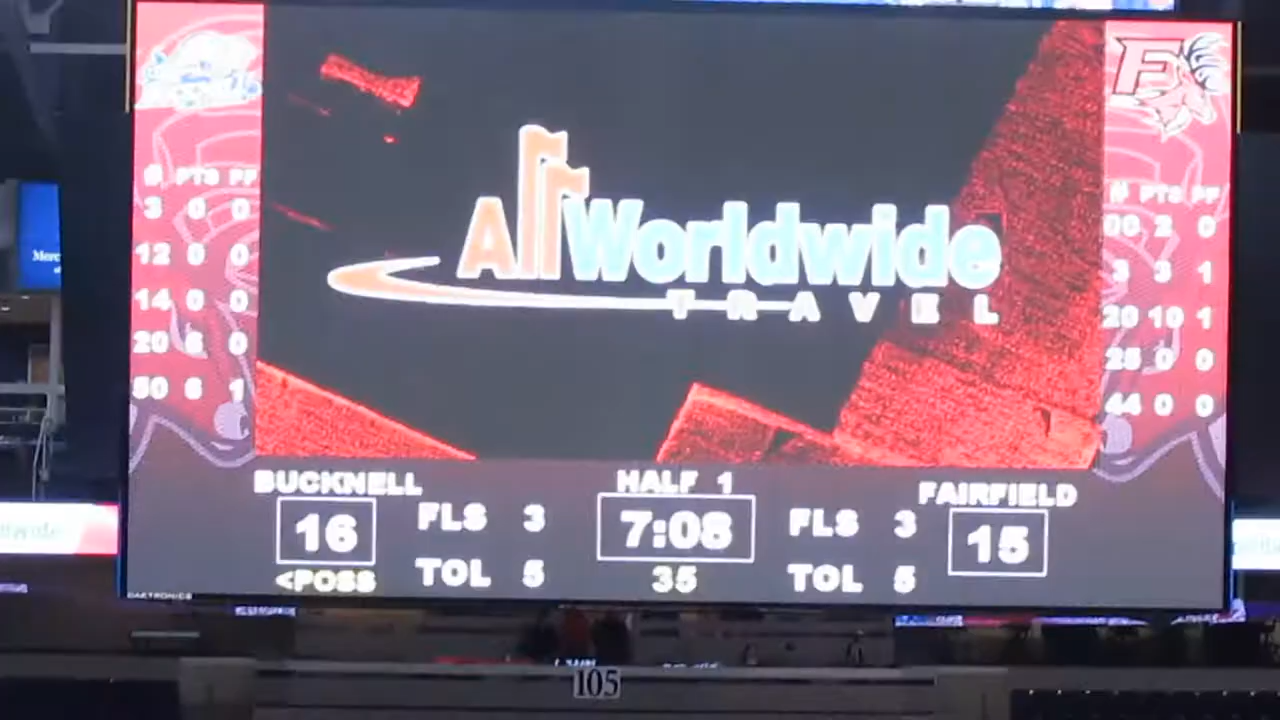 F
# PTS PF
3 0 0
12 0 0
14 0 0
20 6 0
50 6 1
AllWorldwide
TRAVEL
# PTS PF
00 2 0
3 3 1
20 10 1
25 0 0
44 0 0
BUCKNELL
16
<POSS
FLS 3
TOL 5
HALF 1
7:08
35
FLS 3
TOL 5
FAIRFIELD
15
DAKTRONICS
105